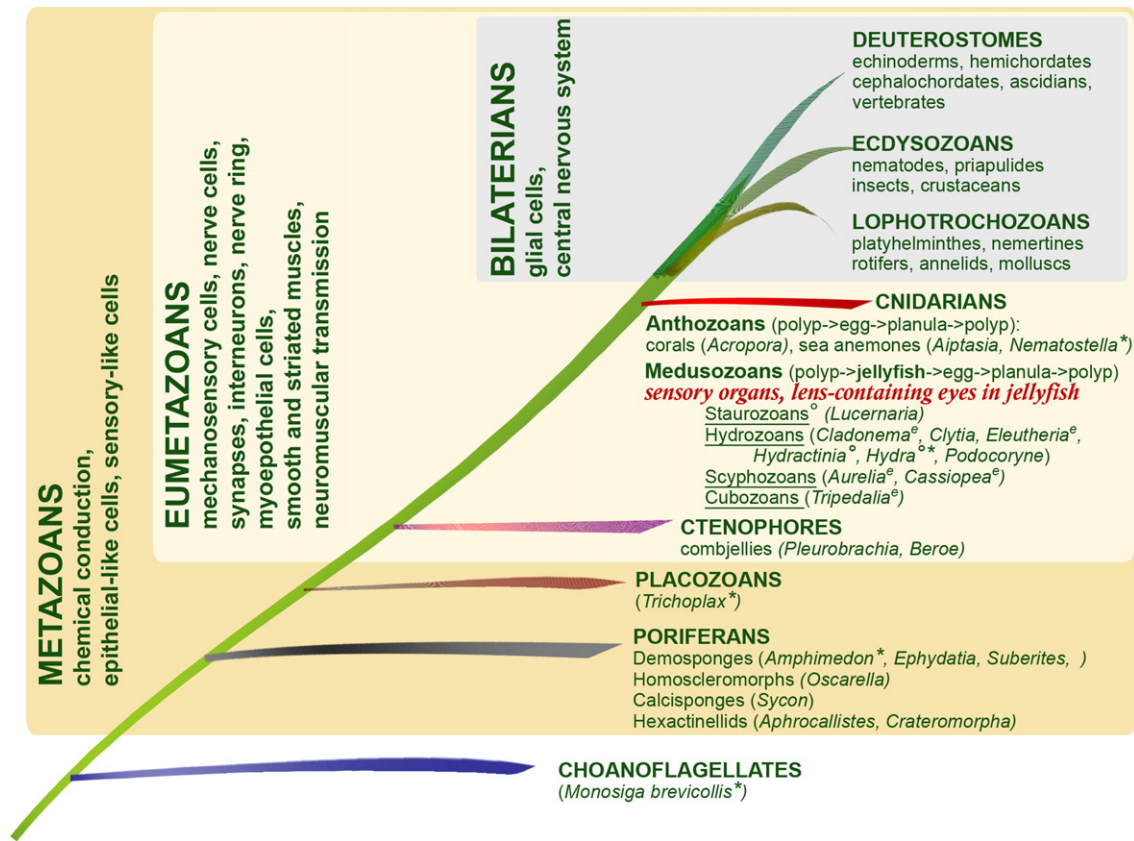 METAZOANS
chemical conduction,
epithelial-like cells, sensory-like cells
EUMETAZOANS
mechanosensory cells, nerve cells,
synapses, interneurons, nerve ring,
myoepothelial cells,
smooth and striated muscles,
neuromuscular transmission
BILATERIANS
glial cells,
central nervous system
DEUTEROSTOMES
echinoderms, hemichordates
cephalochordates, ascidians,
vertebrates
ECDYSOZOANS
nematodes, priapulides
insects, crustaceans
LOPHOTROCHOZOANS
platyhelminthes, nemertines
rotifers, annelids, molluscs
CNIDARIANS
Anthozoans (polyp->egg->planula->polyp):
corals (Acropora), sea anemones (Aiptasia, Nematostella*)
Medusozoans (polyp->jellyfish->egg->planula->polyp)
sensory organs, lens-containing eyes in jellyfish
Staurozoans° (Lucernaria)
Hydrozoans (Cladonemaᵉ, Clytia, Eleutheriaᵉ,
Hydractinia°, Hydra°*, Podocoryne)
Scyphozoans (Aureliaᵉ, Cassiopeaᵉ)
Cubozoans (Tripedaliaᵉ)
CTENOPHORES
combjellies (Pleurobrachia, Beroe)
PLACOZOANS
(Trichoplax*)
PORIFERANS
Demosponges (Amphimedon*, Ephydatia, Suberites, )
Homoscleromorphs (Oscarella)
Calcisponges (Sycon)
Hexactinellids (Aphrocallistes, Crateromorpha)
CHOANOFLAGELLATES
(Monosiga brevicollis*)